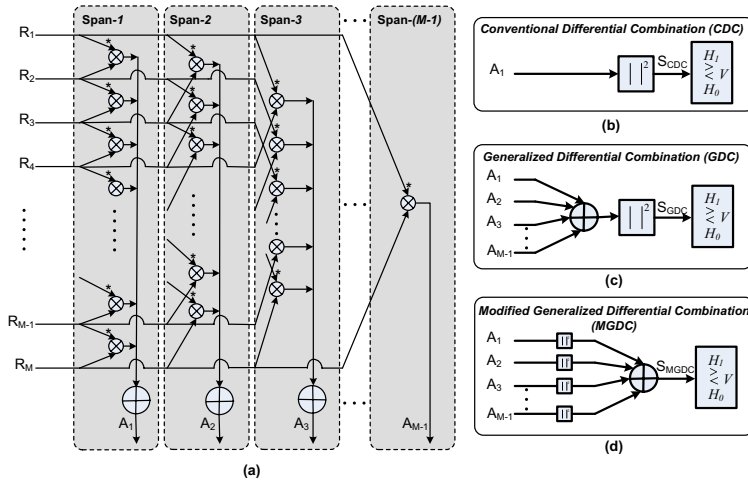 Span-1
Span-2
Span-3
Span-(M-1)
R1
R2
R3
R4
RM-1
RM
* * * * * *
* * * * *
* * * * *
*
A1
A2
A3
AM-1
(a)
Conventional Differential Combination (CDC)
A1
| |2
SCDC
H1
≥
≤ V
H0
(b)
Generalized Differential Combination (GDC)
A1
A2
A3
AM-1
| |2
SGDC
H1
≥
≤ V
H0
(c)
Modified Generalized Differential Combination
(MGDC)
A1
A2
A3
AM-1
SMGDC
H1
≥
≤ V
H0
(d)